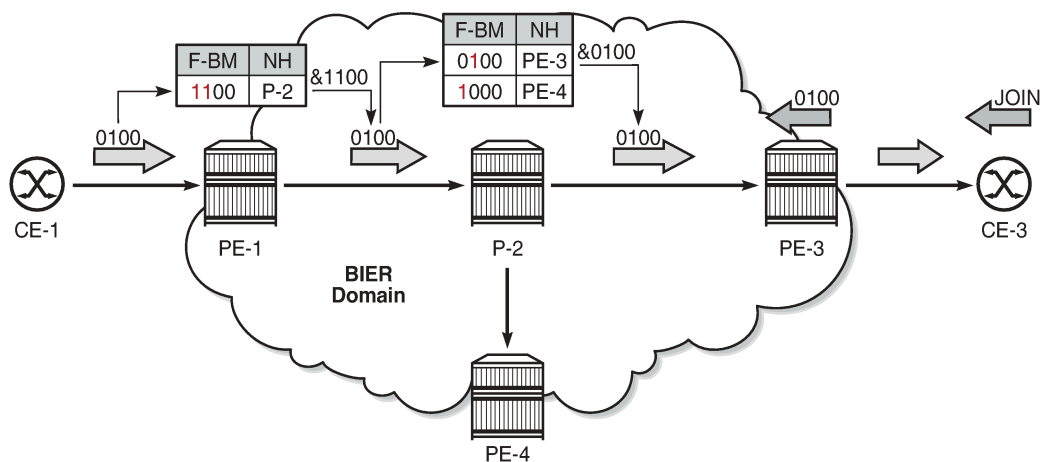 F-BM NH
1100 P-2
&1100
F-BM NH
0100 PE-3
1000 PE-4
&0100
0100
JOIN
0100
0100
0100
CE-1
PE-1
P-2
PE-3
CE-3
BIER
Domain
PE-4